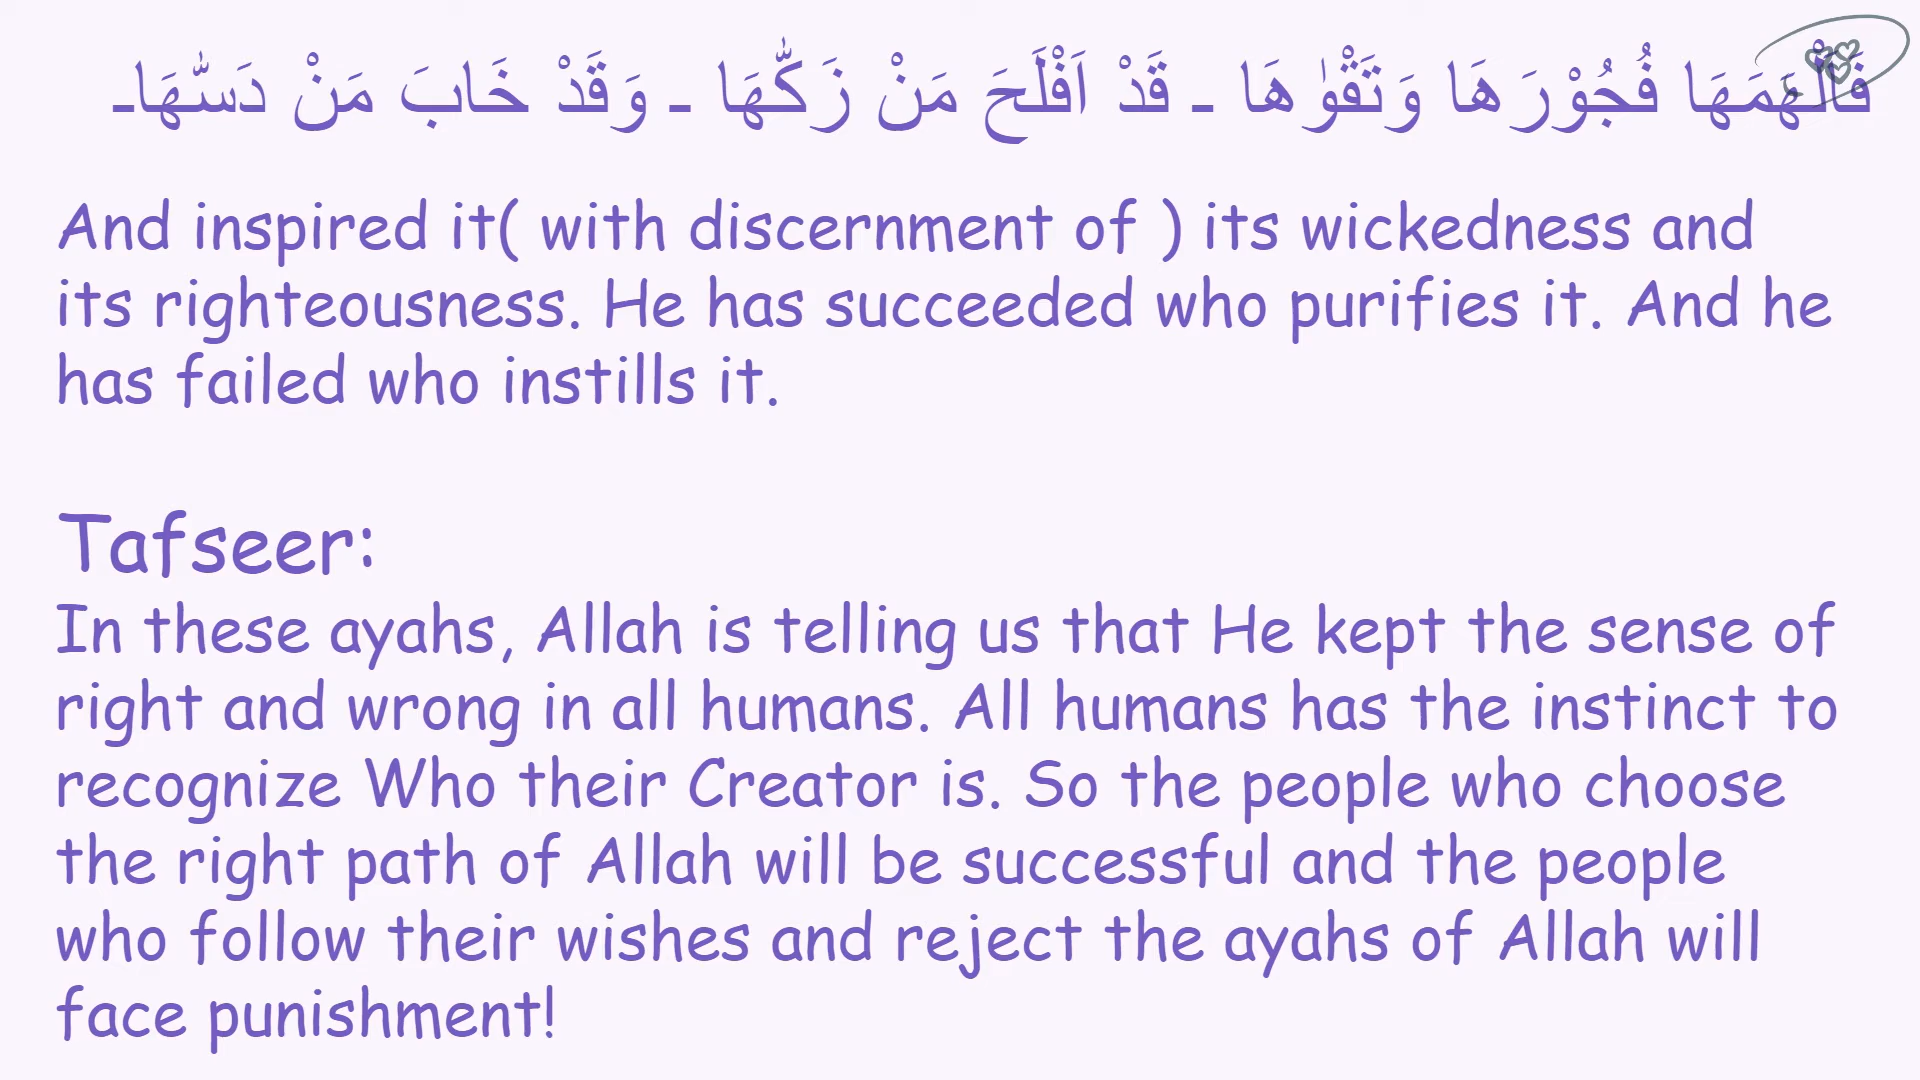 فَاَلْهَمَهَا فُجُوْرَهَا وَتَقْوٰىهَا ـ قَدْ اَفْلَحَ مَنْ زَكّٰىهَا ـ وَقَدْ خَابَ مَنْ دَسّٰىهَاـ
And inspired it( with discernment of ) its wickedness and
its righteousness. He has succeeded who purifies it. And he
has failed who instills it.
Tafseer:
In these ayahs, Allah is telling us that He kept the sense of
right and wrong in all humans. All humans has the instinct to
recognize Who their Creator is. So the people who choose
the right path of Allah will be successful and the people
who follow their wishes and reject the ayahs of Allah will
face punishment!